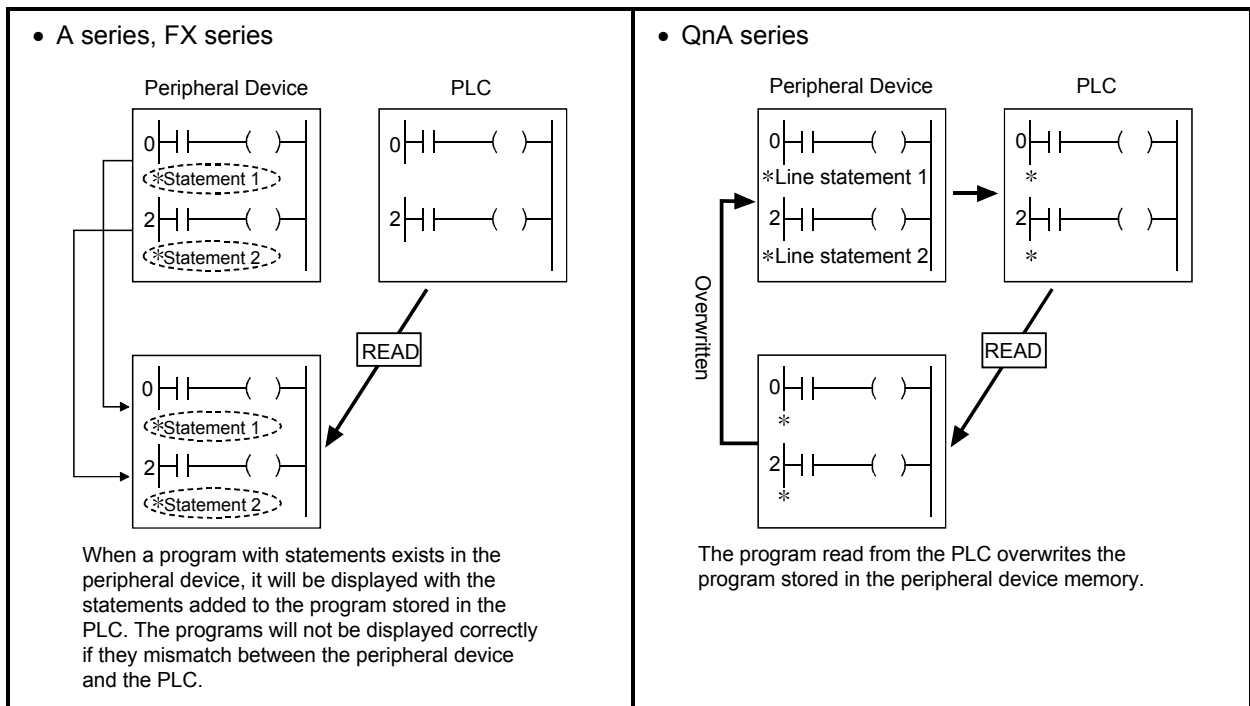 • A series, FX series
Peripheral Device
PLC
0
*Statement 1
2
*Statement 2
0
2
READ
0
*Statement 1
2
*Statement 2
When a program with statements exists in the
peripheral device, it will be displayed with the
statements added to the program stored in the
PLC. The programs will not be displayed correctly
if they mismatch between the peripheral device
and the PLC.
• QnA series
Peripheral Device
PLC
0
*Line statement 1
2
*Line statement 2
0
*
2
*
Overwritten
READ
0
*
2
*
The program read from the PLC overwrites the
program stored in the peripheral device memory.